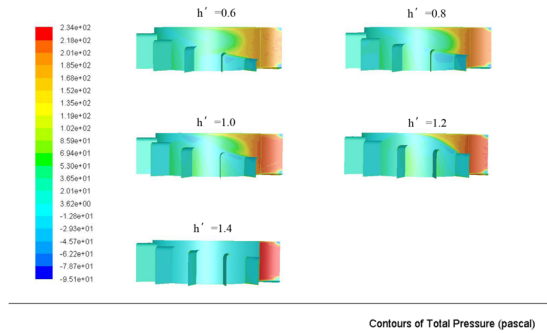 h′ =0.6
h′ =0.8
2.34e+02
2.18e+02
2.01e+02
1.85e+02
1.68e+02
1.52e+02
1.35e+02
1.19e+02
1.02e+02
8.59e+01
6.94e+01
5.30e+01
3.65e+01
2.01e+01
3.62e+00
-1.28e+01
-2.93e+01
-4.57e+01
-6.22e+01
-7.87e+01
-9.51e+01
h′ =1.0
h′ =1.2
h′ =1.4
Contours of Total Pressure (pascal)